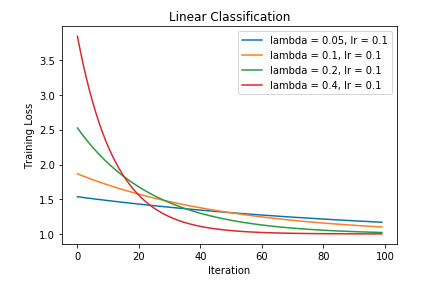 Linear Classification
lambda = 0.05, lr = 0.1
lambda = 0.1, lr = 0.1
lambda = 0.2, lr = 0.1
lambda = 0.4, lr = 0.1
Training Loss
3.5
3.0
2.5
2.0
1.5
1.0
0 20 40 60 80 100
Iteration